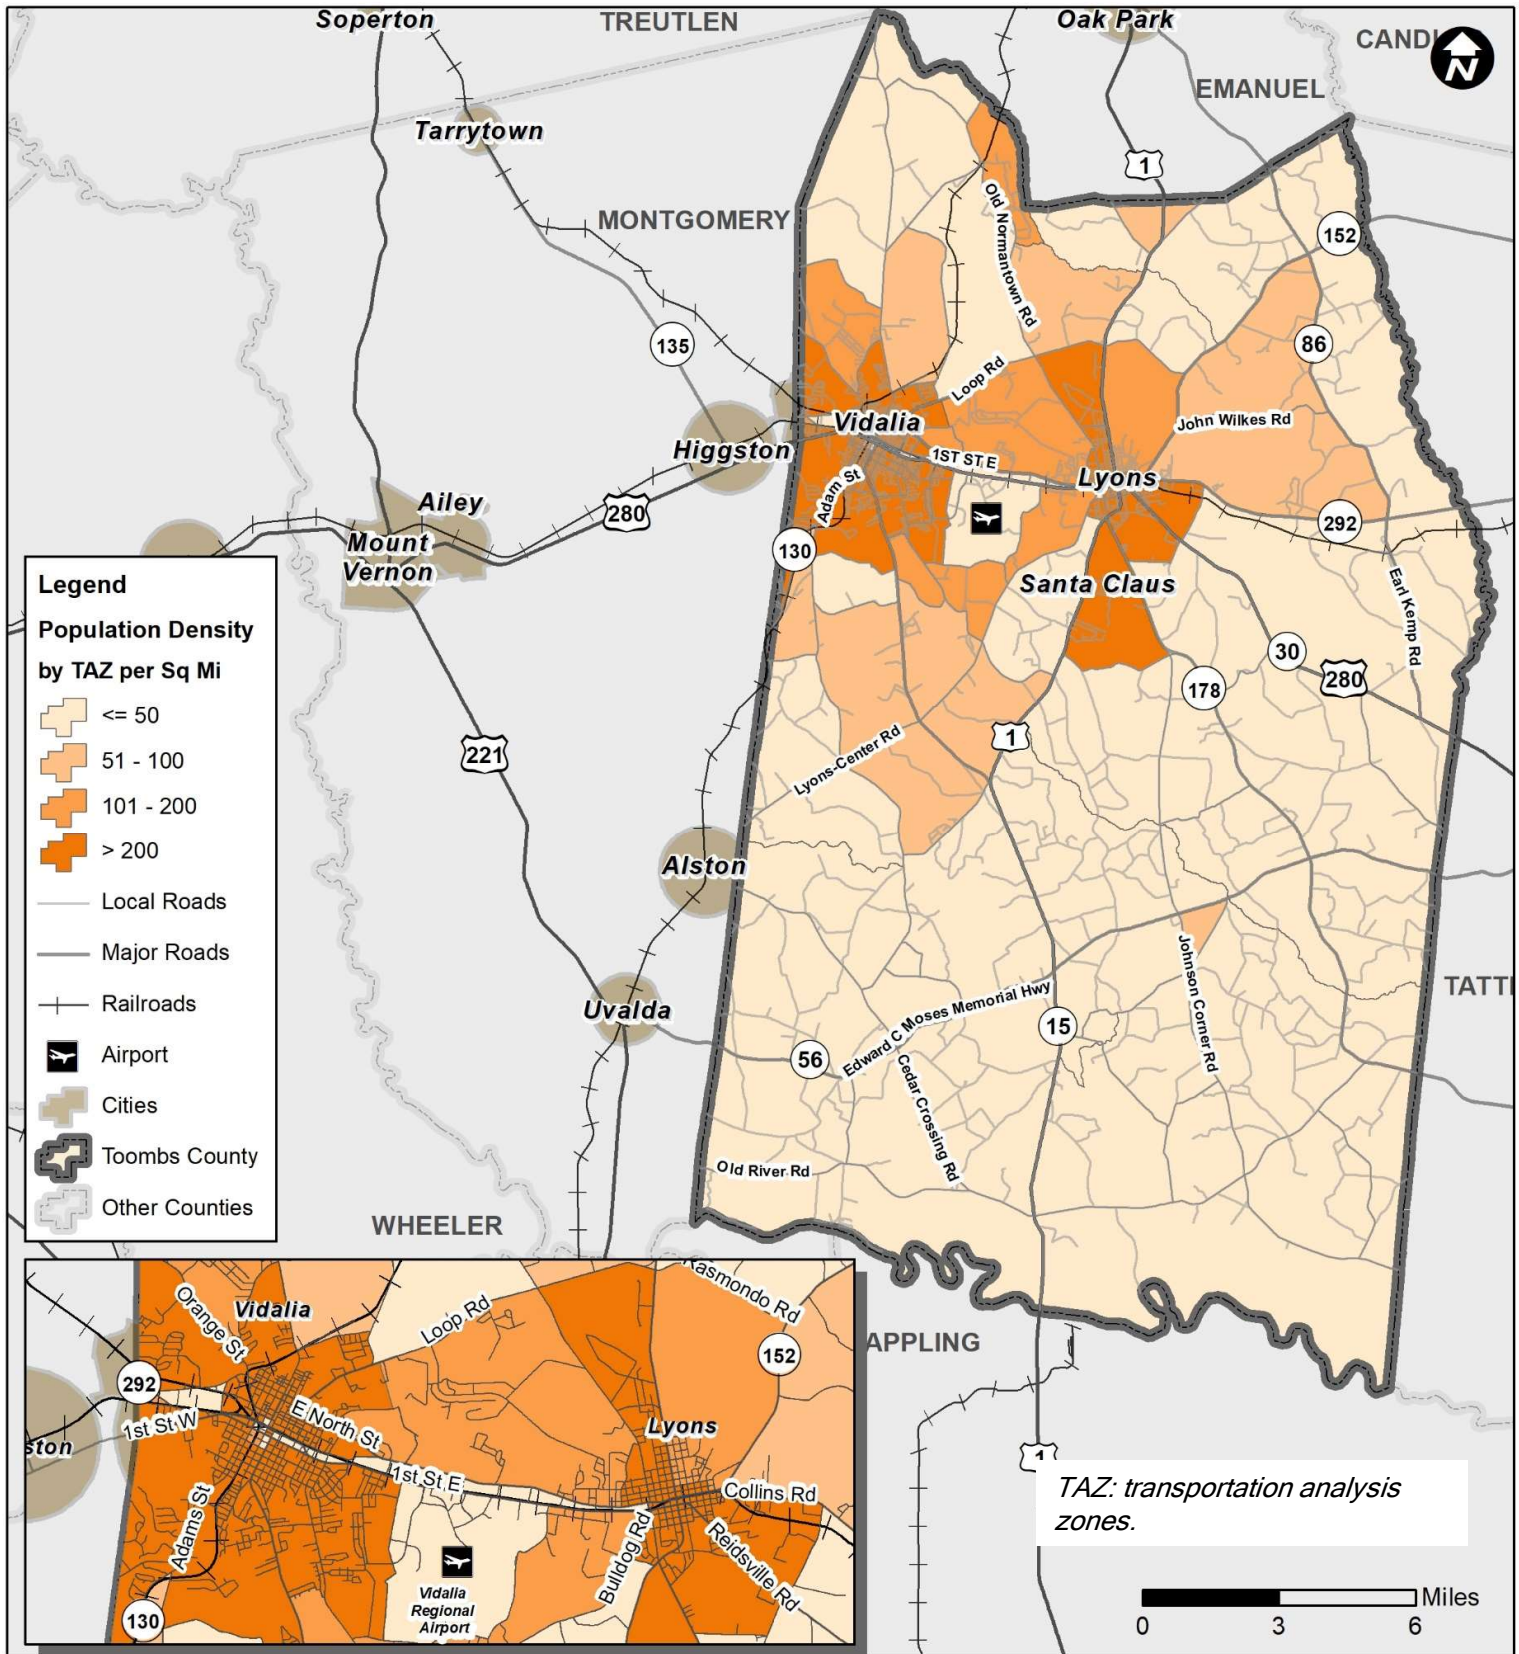 Soperton
TREUTLEN
Oak Park
CANDL
N
EMANUEL
Tarrytown
1
MONTGOMERY
Old Normantown Rd
152
135
86
Loop Rd
John Wilkes Rd
Vidalia
Higgston
1ST ST E
Lyons
Adam St
Ailey
280
292
Mount
Vernon
130
Santa Claus
Earl Kemp Rd
30
280
178
221
1
Lyons-Center Rd
Alston
Johnson Corner Rd
TATT
Uvalda
Edward C Moses Memorial Hwy
15
56
Cedar Crossing Rd
Old River Rd
WHEELER
APPLING
1
Legend
Population Density
by TAZ per Sq Mi
<= 50
51 - 100
101 - 200
> 200
Local Roads
Major Roads
Railroads
Airport
Cities
Toombs County
Other Counties
Rasmondo Rd
Orange St
Vidalia
Loop Rd
152
292
E North St
1st St W
Lyons
ston
1st St E
Collins Rd
Adams St
Bulldog Rd
Reidsville Rd
Vidalia
Regional
Airport
130
TAZ: transportation analysis
zones.
Miles
0 3 6